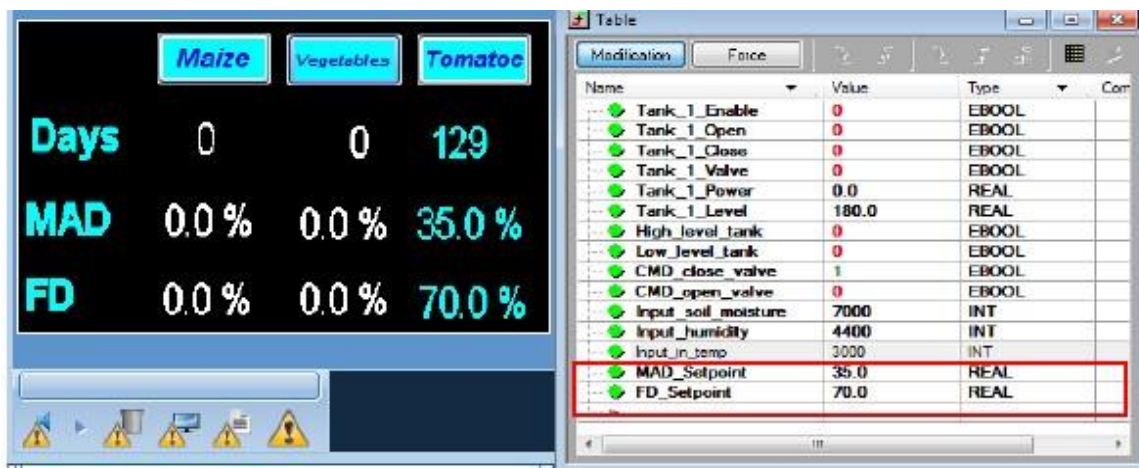 Maize Vegetables Tomatoe
Days 0 0 129
MAD 0.0 % 0.0 % 35.0 %
FD 0.0 % 0.0 % 70.0 %
Table
Modification Force
Name Value Type Com
Tank_1_Enable 0 EBOOL
Tank_1_Open 0 EBOOL
Tank_1_Close 0 EBOOL
Tank_1_Valve 0 EBOOL
Tank_1_Power 0.0 REAL
Tank_1_Level 180.0 REAL
High_level_tank 0 EBOOL
Low_level_tank 0 EBOOL
CMD_close_valve 1 EBOOL
CMD_open_valve 0 EBOOL
Input_soil_moisture 7000 INT
Input_humidity 4400 INT
Input_in_temp 3000 INT
MAD_Setpoint 35.0 REAL
FD_Setpoint 70.0 REAL